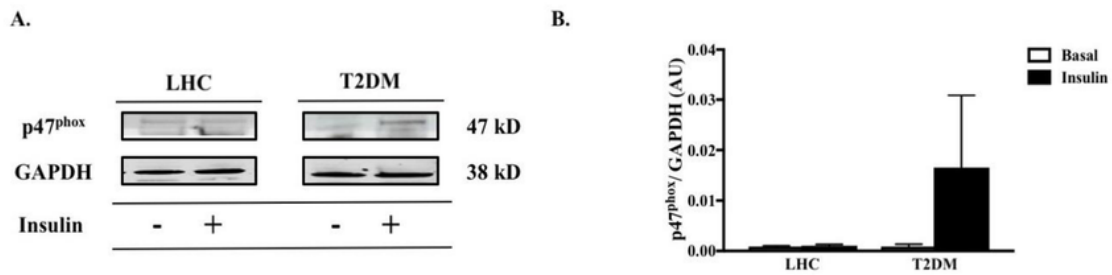 A.
LHC T2DM
p47phox 47 kD
GAPDH 38 kD
Insulin - + - +
B.
p47phox/ GAPDH (AU)
0.04
0.03
0.02
0.01
0.00
LHC T2DM
Basal
Insulin